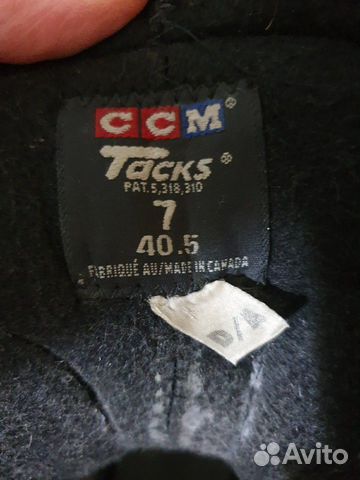 CCM®
Tacks®
PAT. 5,318,310
7
40.5
FABRIQUÉ AU/MADE IN CANADA
D/A
Avito